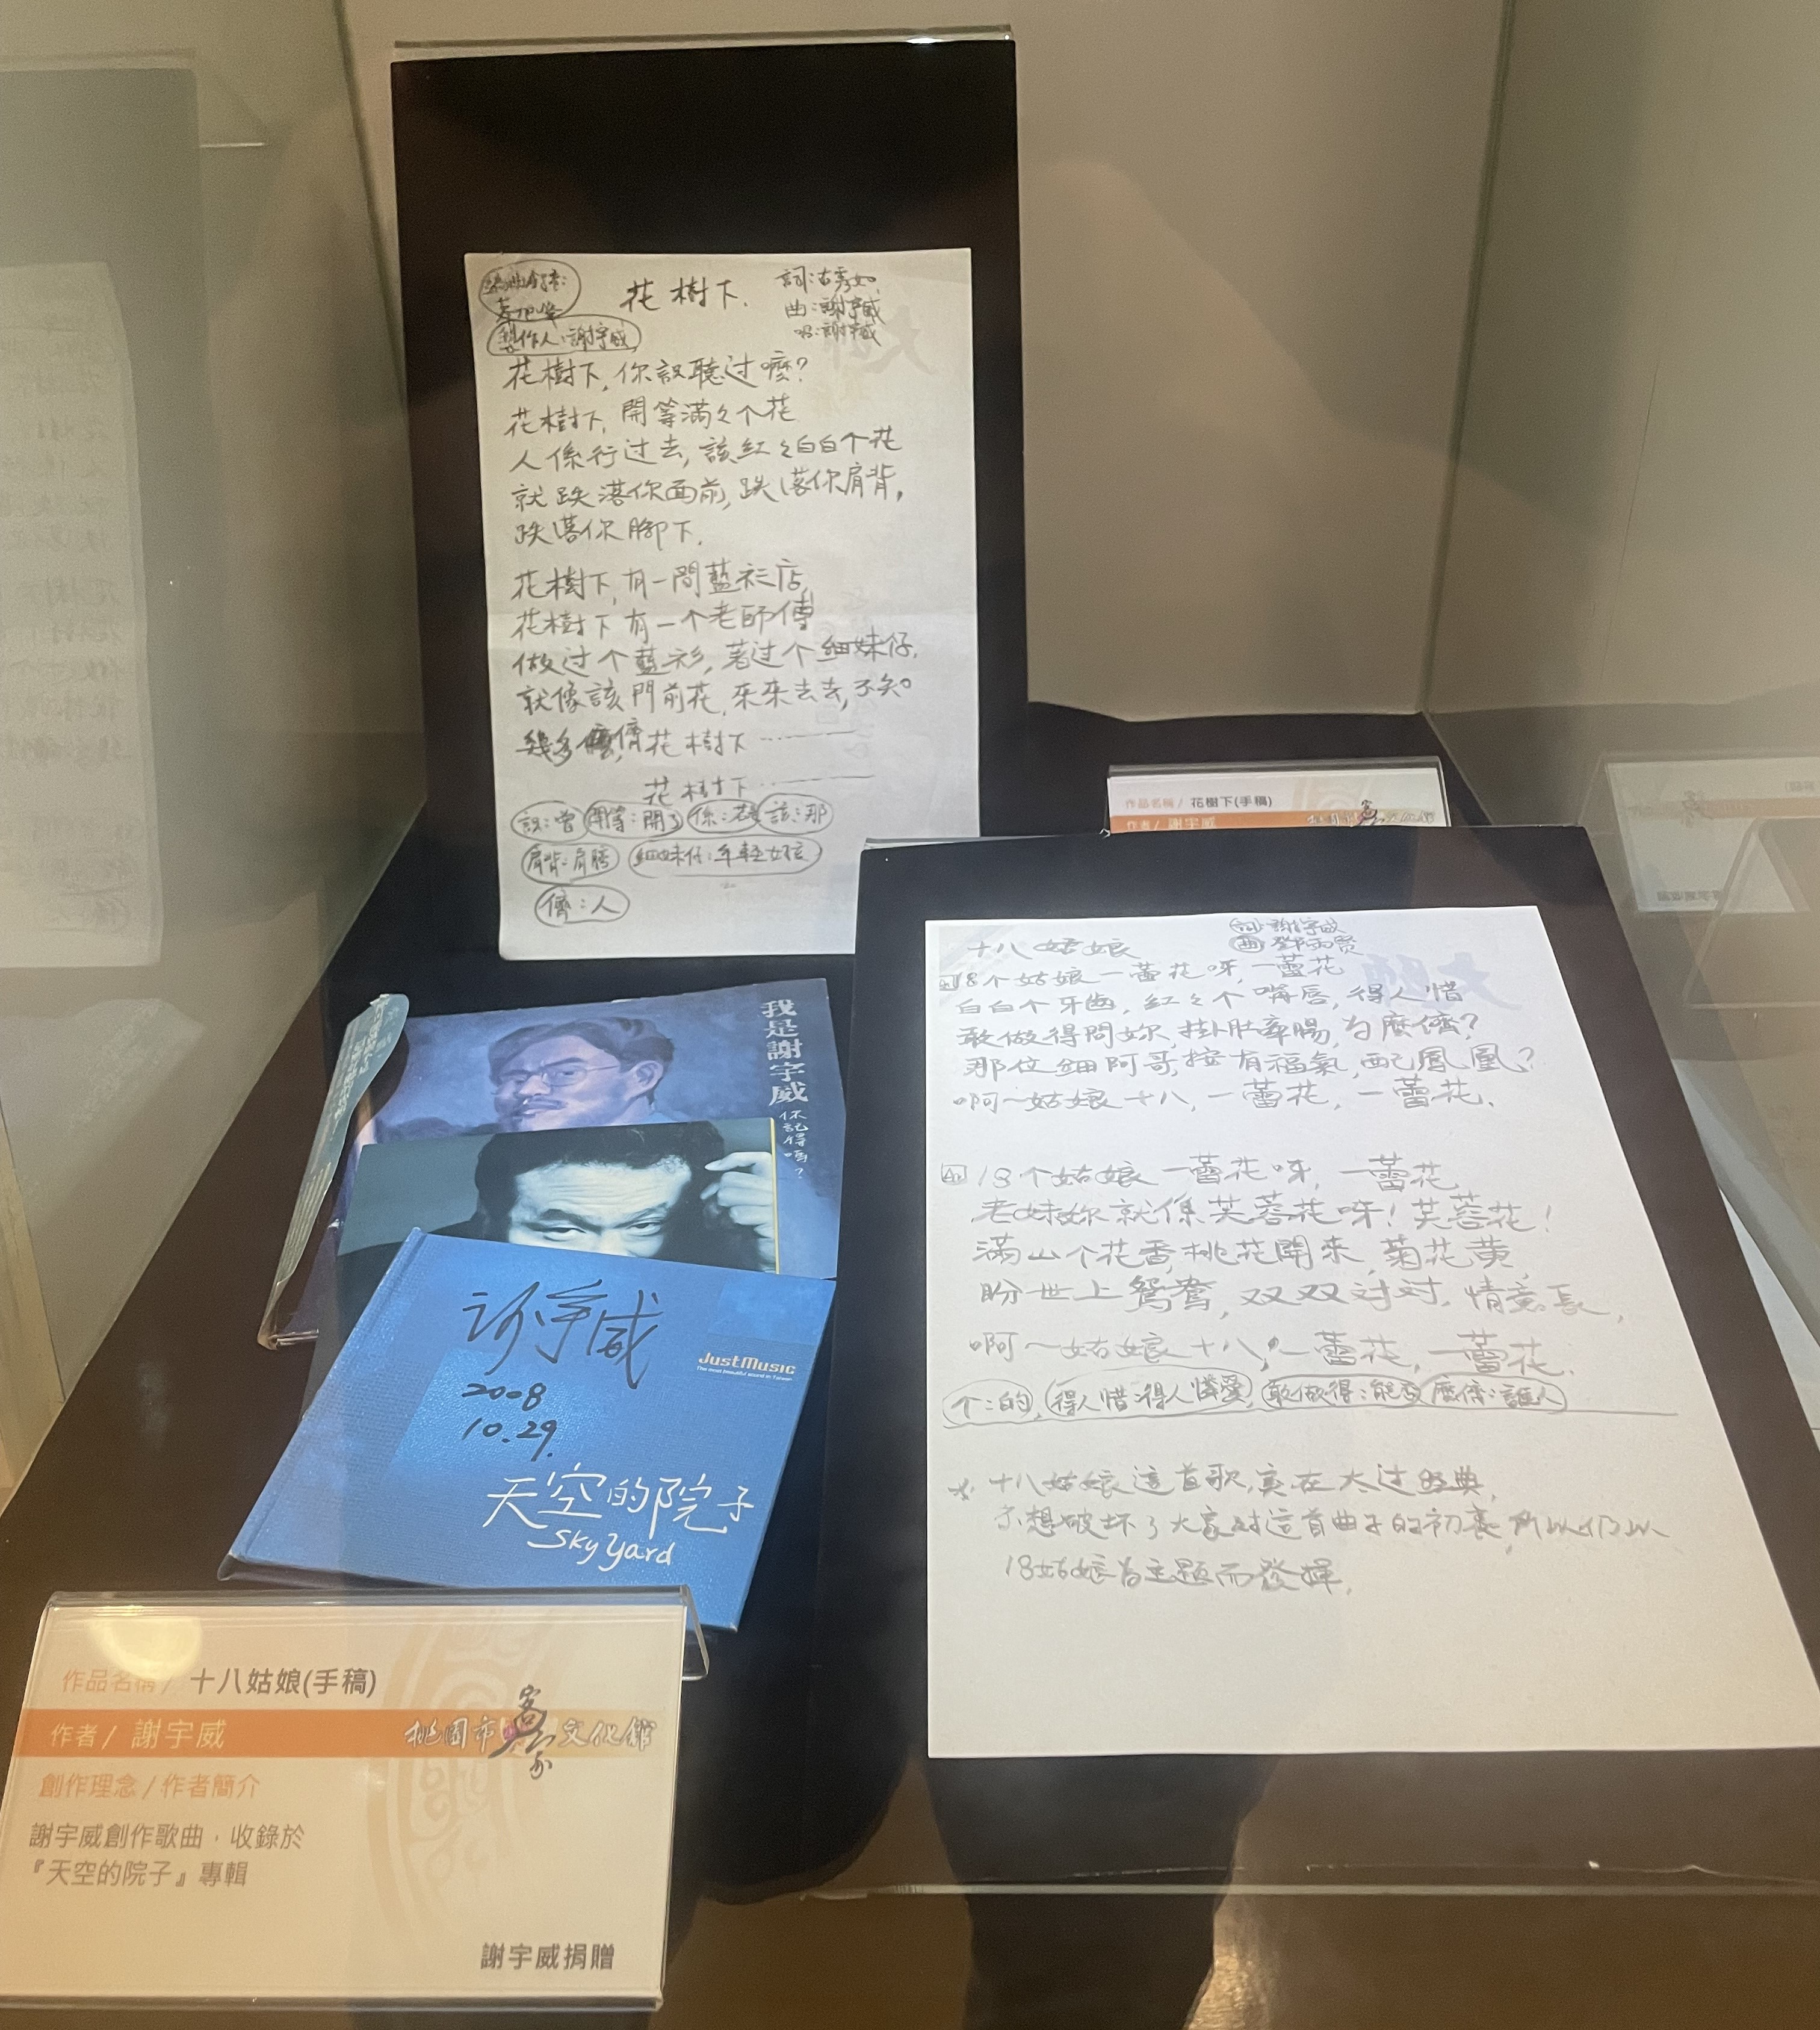 花樹下.
詞:古秀如
曲:謝宇威
唱:謝宇威
製作人:謝宇威
花樹下,你識聽过麼?
花樹下,開等滿々个花
人係行过去,該紅々白白个花
就跌落你面前,跌落你肩背,
跌落你腳下.
花樹下,有一間藍衫店,
花樹下有一个老師傅
做过个藍衫,著过个細妹仔,
就像該門前花,來來去去,不知
幾多儕花樹下
花樹下
識:曾 開等:開了 係:若 該:那
肩背:肩膀 細妹仔:年輕女孩
儕:人
作品名稱/ 花樹下(手稿)
作者/ 謝宇威
十八姑娘
詞 謝宇威
曲 鄧雨賢
A1 18个姑娘一蕾花呀,一蕾花
白白个牙齒,紅々个嘴唇,得人惜
敢做得問妳,掛肚牽腸,为麼儕?
那位細阿哥,按有福氣,配鳳凰?
啊~姑娘十八,一蕾花,一蕾花.
A2 18个姑娘一蕾花呀,一蕾花
老妹妳就係芙蓉花呀!芙蓉花!
滿山个花香,桃花開來,菊花黃
盼世上鴛鴦,双双对对,情意長,
啊~姑娘十八,一蕾花,一蕾花.
个:的, 得人惜:得人憐愛, 敢做得:能否 麼儕:誰人
十八姑娘這首歌,實在太过經典,
不想破坏了大家对這首曲子的初衷,所以仍以
18姑娘为主題而發揮.
我是謝宇威
你記得嗎?
謝宇威
2008
10.29.
JustMusic
The most beautiful sound in Taiwan
天空的院子
Sky Yard
作品名稱/ 十八姑娘(手稿)
作者/ 謝宇威
桃園市客家文化館
創作理念/作者簡介
謝宇威創作歌曲，收錄於
『天空的院子』專輯
謝宇威捐贈